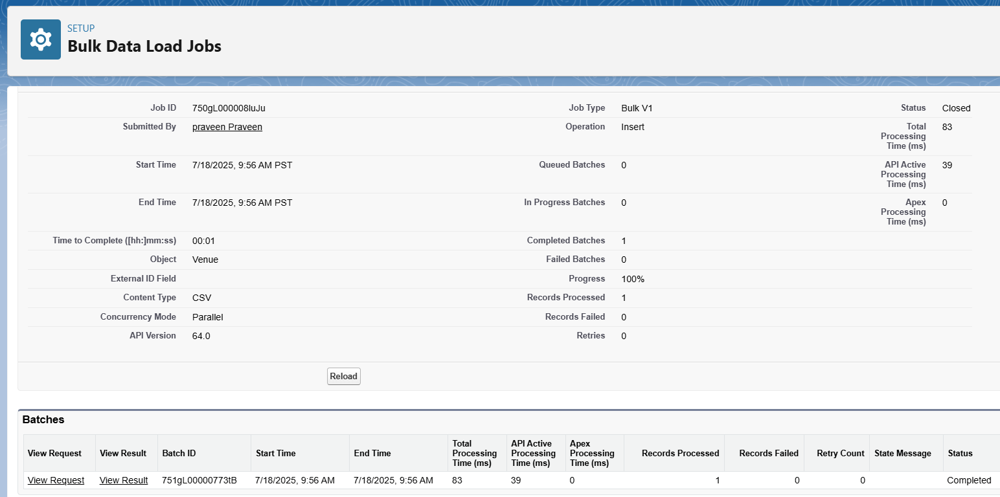 SETUP
Bulk Data Load Jobs
Job ID 750gL000008luJu Job Type Bulk V1 Status Closed
Submitted By praveen Praveen Operation Insert Total Processing Time (ms) 83
Start Time 7/18/2025, 9:56 AM PST Queued Batches 0 API Active Processing Time (ms) 39
End Time 7/18/2025, 9:56 AM PST In Progress Batches 0 Apex Processing Time (ms) 0
Time to Complete ([hh:]mm:ss) 00:01 Completed Batches 1
Object Venue Failed Batches 0
External ID Field Progress 100%
Content Type CSV Records Processed 1
Concurrency Mode Parallel Records Failed 0
API Version 64.0 Retries 0
Reload
Batches
View Request View Result Batch ID Start Time End Time Total Processing Time (ms) API Active Processing Time (ms) Apex Processing Time (ms) Records Processed Records Failed Retry Count State Message Status
View Request View Result 751gL00000773tB 7/18/2025, 9:56 AM 7/18/2025, 9:56 AM 83 39 0 1 0 0 Completed